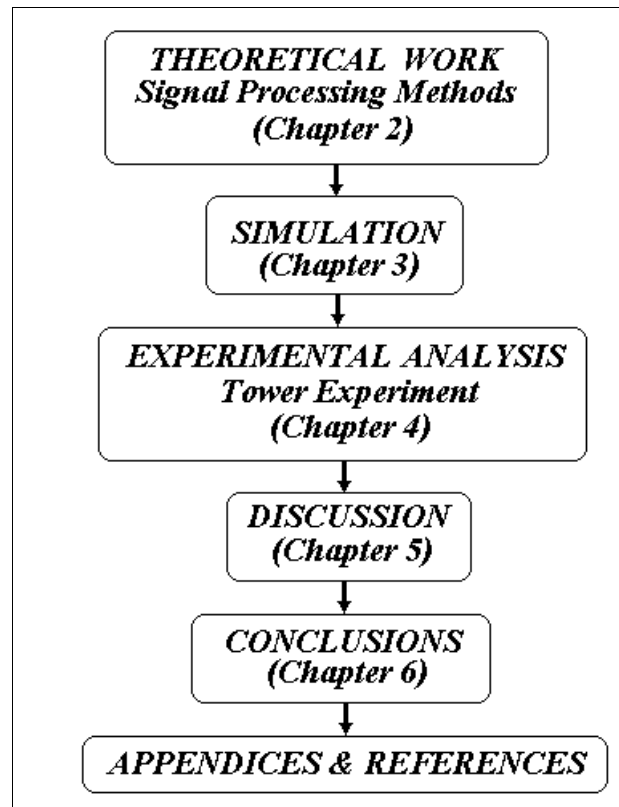 THEORETICAL WORK
Signal Processing Methods
(Chapter 2)
SIMULATION
(Chapter 3)
EXPERIMENTAL ANALYSIS
Tower Experiment
(Chapter 4)
DISCUSSION
(Chapter 5)
CONCLUSIONS
(Chapter 6)
APPENDICES & REFERENCES